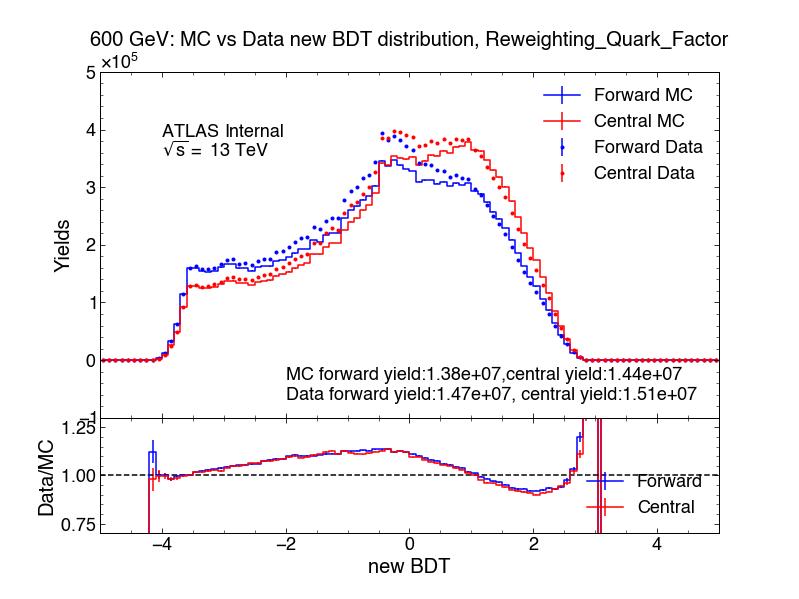 600 GeV: MC vs Data new BDT distribution, Reweighting_Quark_Factor
×10⁵
5
4
3
2
1
0
−1
Yields
ATLAS Internal
√s = 13 TeV
Forward MC
Central MC
Forward Data
Central Data
MC forward yield:1.38e+07,central yield:1.44e+07
Data forward yield:1.47e+07, central yield:1.51e+07
1.25
1.00
0.75
Data/MC
Forward
Central
−4 −2 0 2 4
new BDT